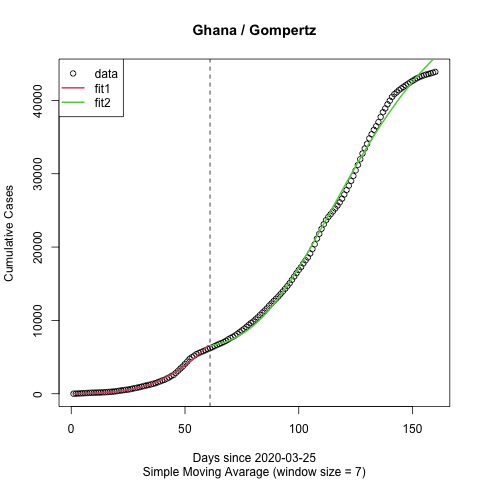 Ghana / Gompertz
data
fit1
fit2
Cumulative Cases
0
10000
20000
30000
40000
0
50
100
150
Days since 2020-03-25
Simple Moving Avarage (window size = 7)